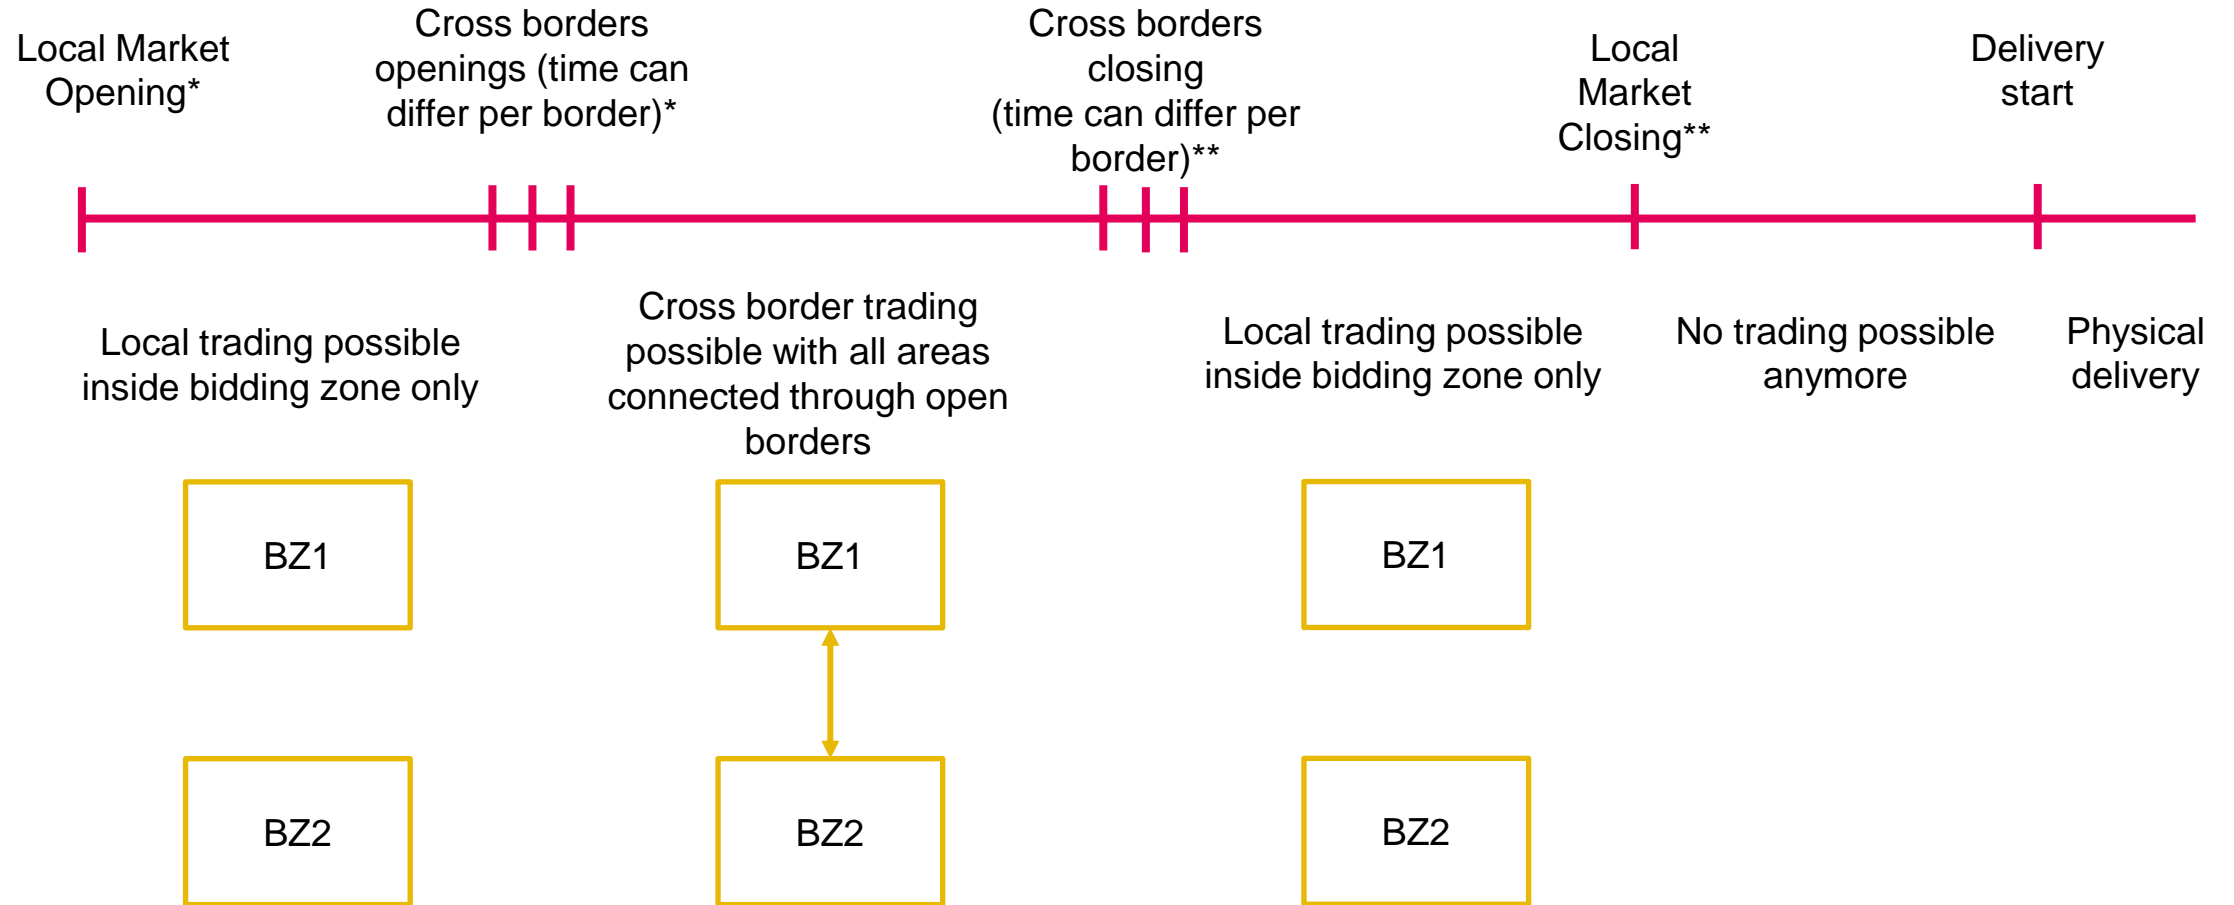 Local Market
Opening*
Cross borders
openings (time can
differ per border)*
Cross borders
closing
(time can differ per
border)**
Local
Market
Closing**
Delivery
start
Local trading possible
inside bidding zone only
Cross border trading
possible with all areas
connected through open
borders
Local trading possible
inside bidding zone only
No trading possible
anymore
Physical
delivery
BZ1
BZ1
BZ1
BZ2
BZ2
BZ2